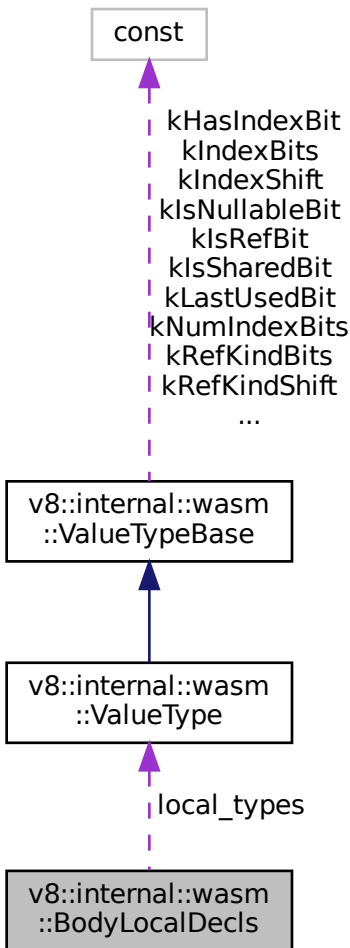 const
kHasIndexBit
kIndexBits
kIndexShift
kIsNullableBit
kIsRefBit
kIsSharedBit
kLastUsedBit
kNumIndexBits
kRefKindBits
kRefKindShift
...
v8::internal::wasm
::ValueTypeBase
v8::internal::wasm
::ValueType
local_types
v8::internal::wasm
::BodyLocalDecls